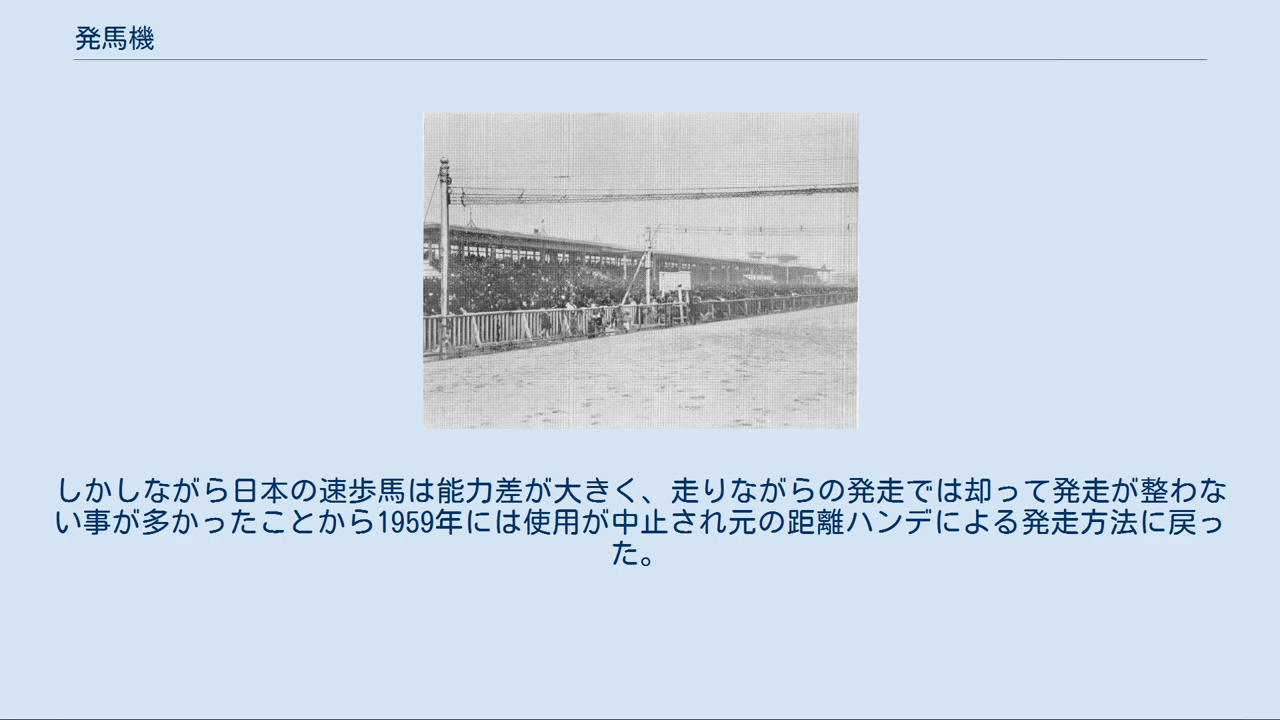 発馬機
しかしながら日本の速歩馬は能力差が大きく、走りながらの発走では却って発走が整わな
い事が多かったことから1959年には使用が中止され元の距離ハンデによる発走方法に戻っ
た。